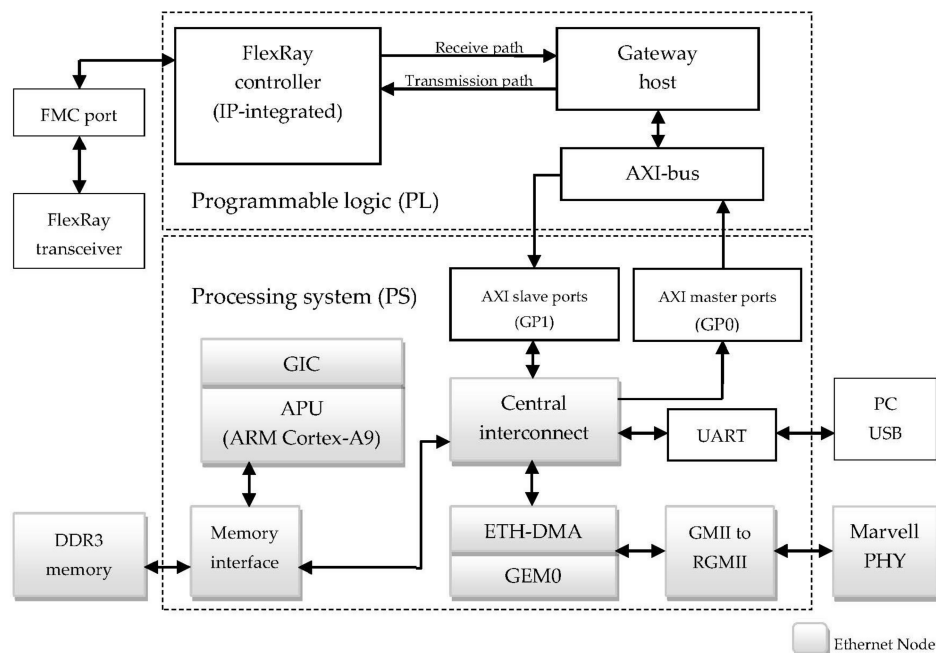 FlexRay
controller
(IP-integrated)
Receive path
Transmission path
Gateway
host
FMC port
FlexRay
transceiver
AXI-bus
Programmable logic (PL)
Processing system (PS)
AXI slave ports
(GP1)
AXI master ports
(GP0)
GIC
APU
(ARM Cortex-A9)
Central
interconnect
UART
PC
USB
DDR3
memory
Memory
interface
ETH-DMA
GEM0
GMII to
RGMII
Marvell
PHY
Ethernet Node